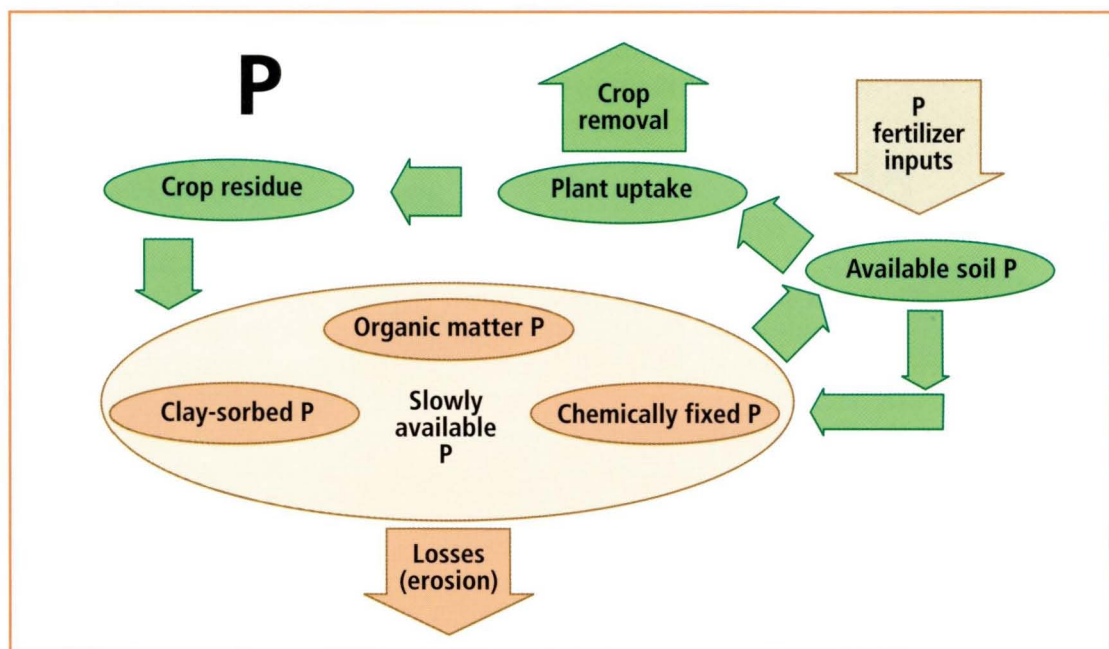 P
Crop
removal
P
fertilizer
inputs
Crop residue
Plant uptake
Available soil P
Organic matter P
Clay-sorbed P
Slowly
available
P
Chemically fixed P
Losses
(erosion)